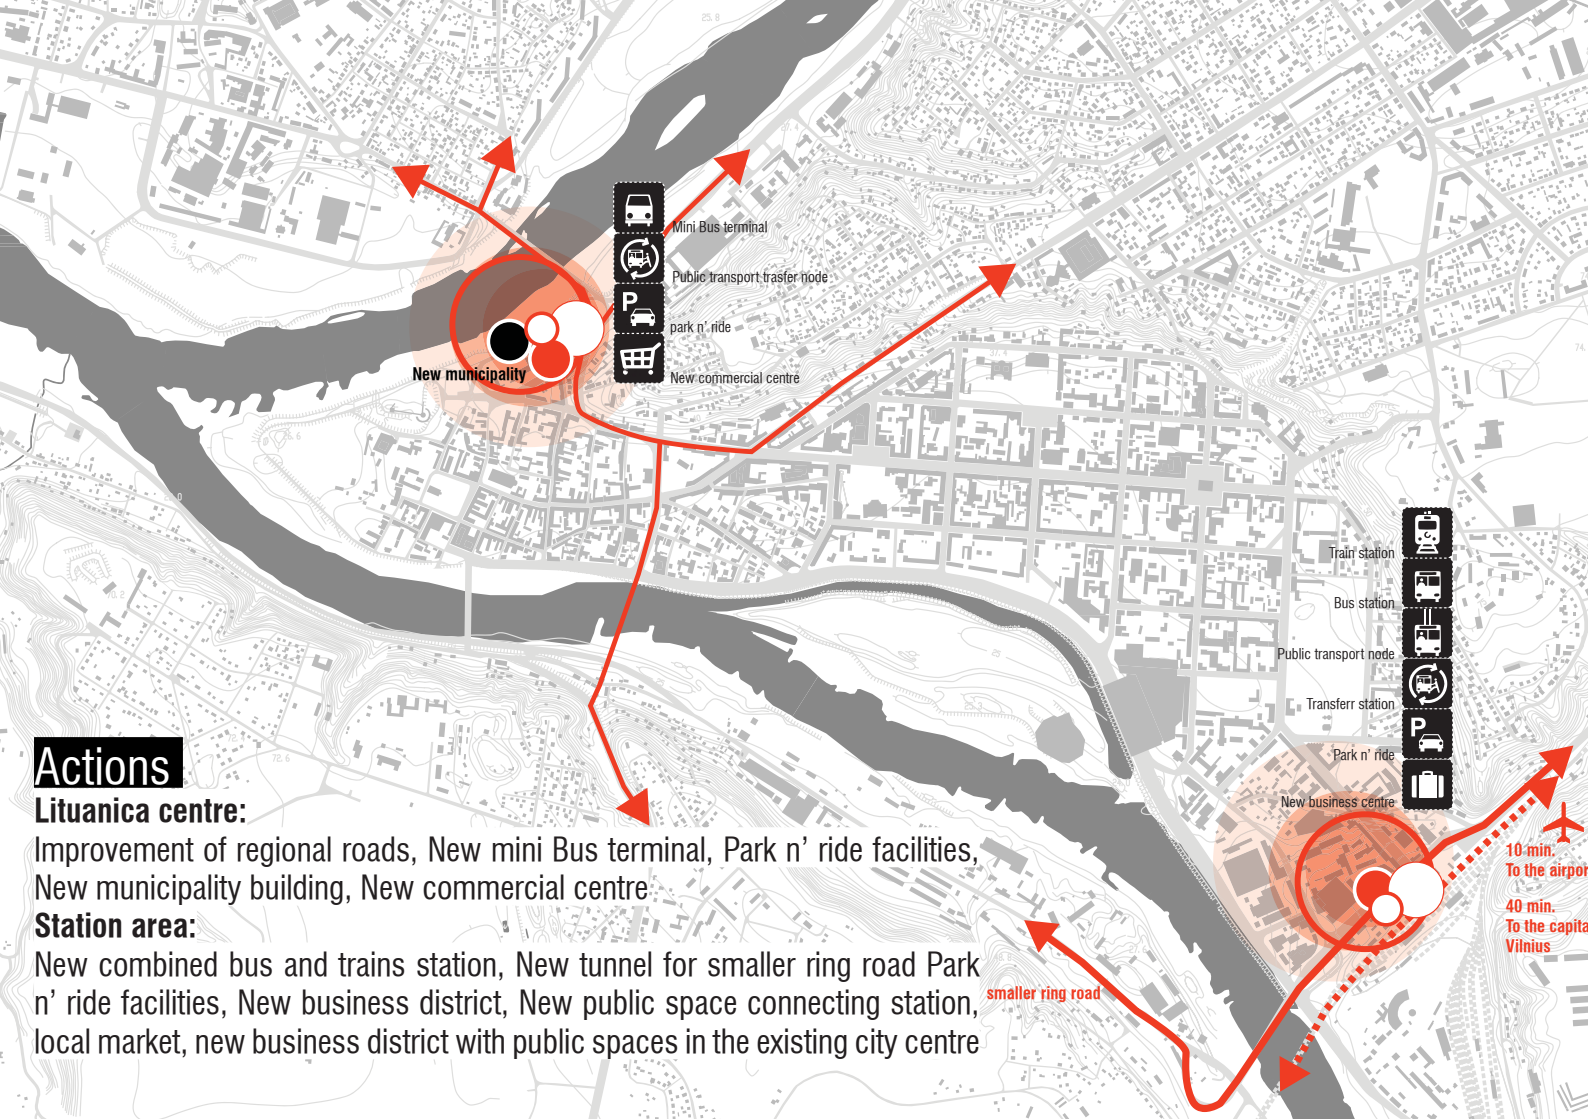 Mini Bus terminal
Public transport trasfer node
P
park n' ride
New municipality
New commercial centre
Train station
Bus station
Public transport node
Transferr station
P
Park n' ride
New business centre
10 min.
To the airpor
40 min.
To the capita
Vilnius
smaller ring road
Actions
Lituanica centre:
Improvement of regional roads, New mini Bus terminal, Park n' ride facilities,
New municipality building, New commercial centre
Station area:
New combined bus and trains station, New tunnel for smaller ring road Park
n' ride facilities, New business district, New public space connecting station,
local market, new business district with public spaces in the existing city centre